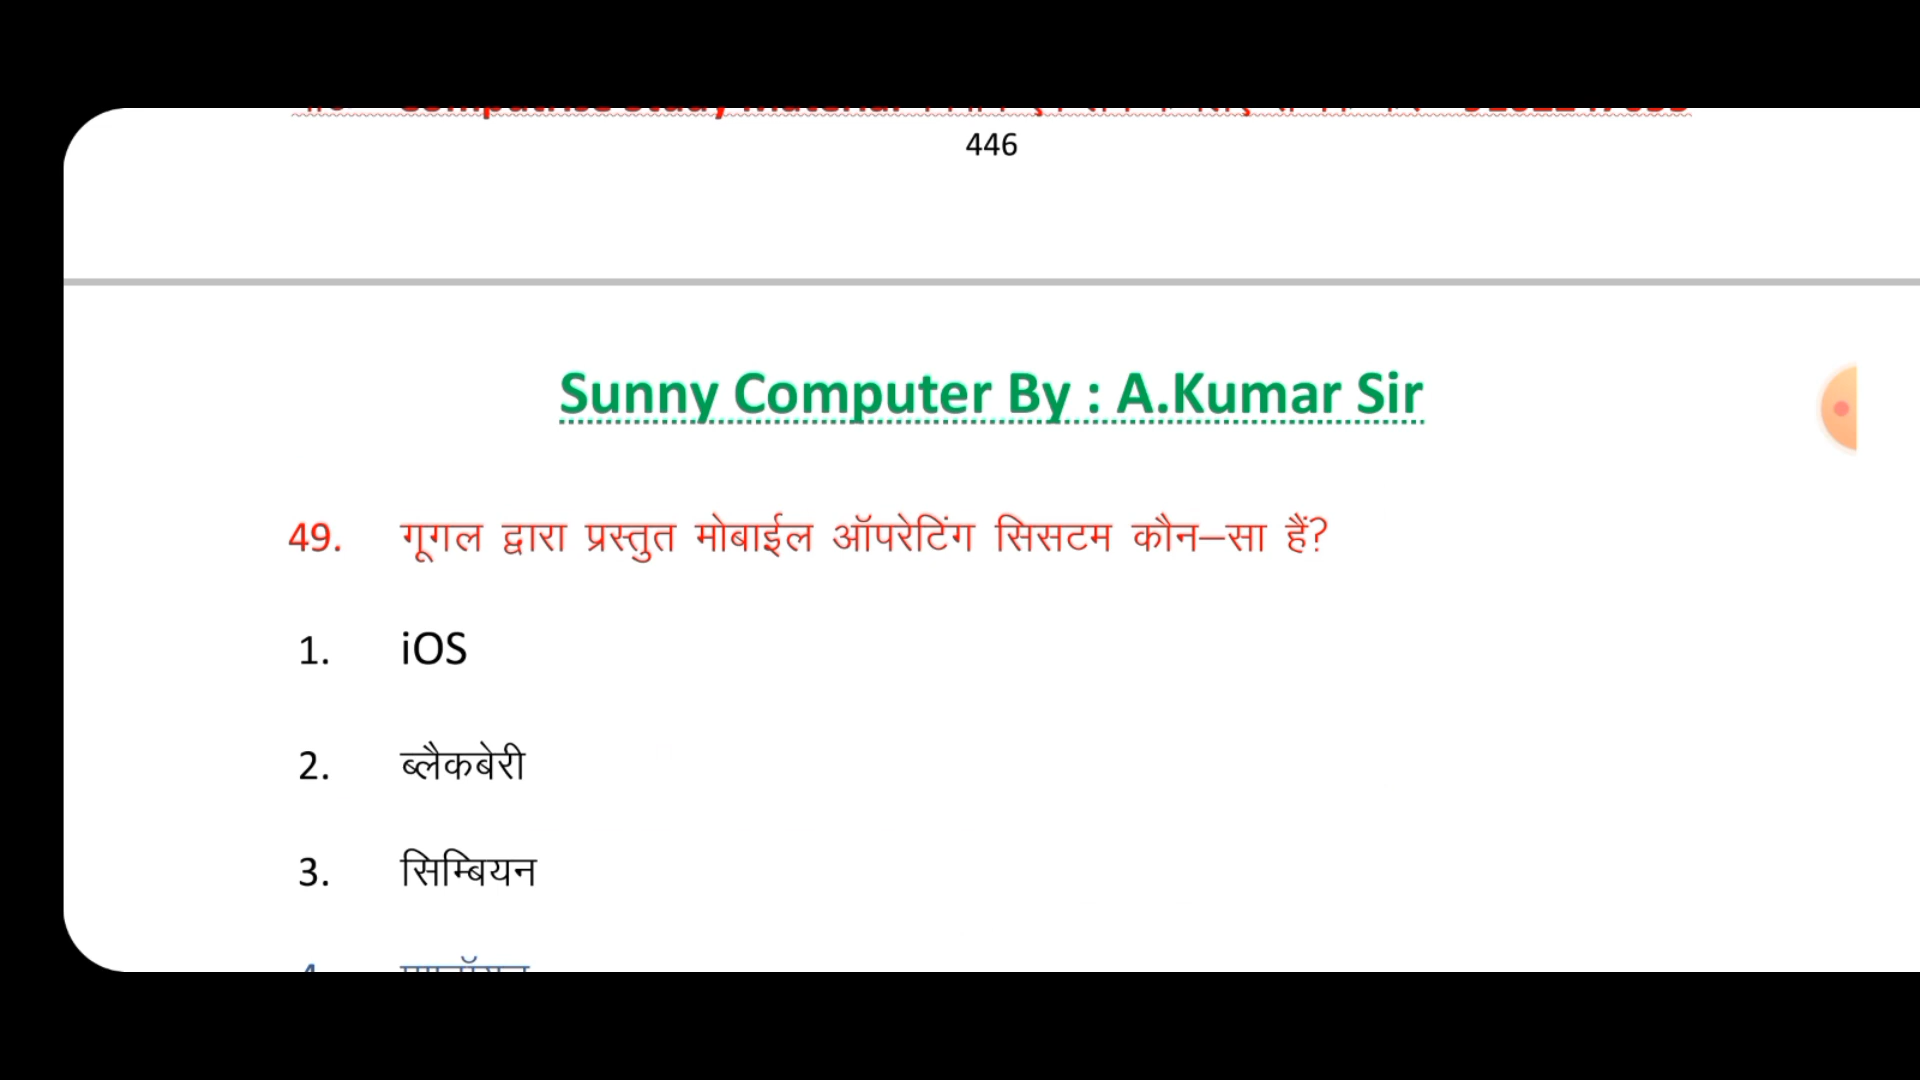 446
Sunny Computer By : A.Kumar Sir
49. गूगल द्वारा प्रस्तुत मोबाईल ऑपरेटिंग सिसटम कौन–सा हैं?
1. iOS
2. ब्लैकबेरी
3. सिम्बियन